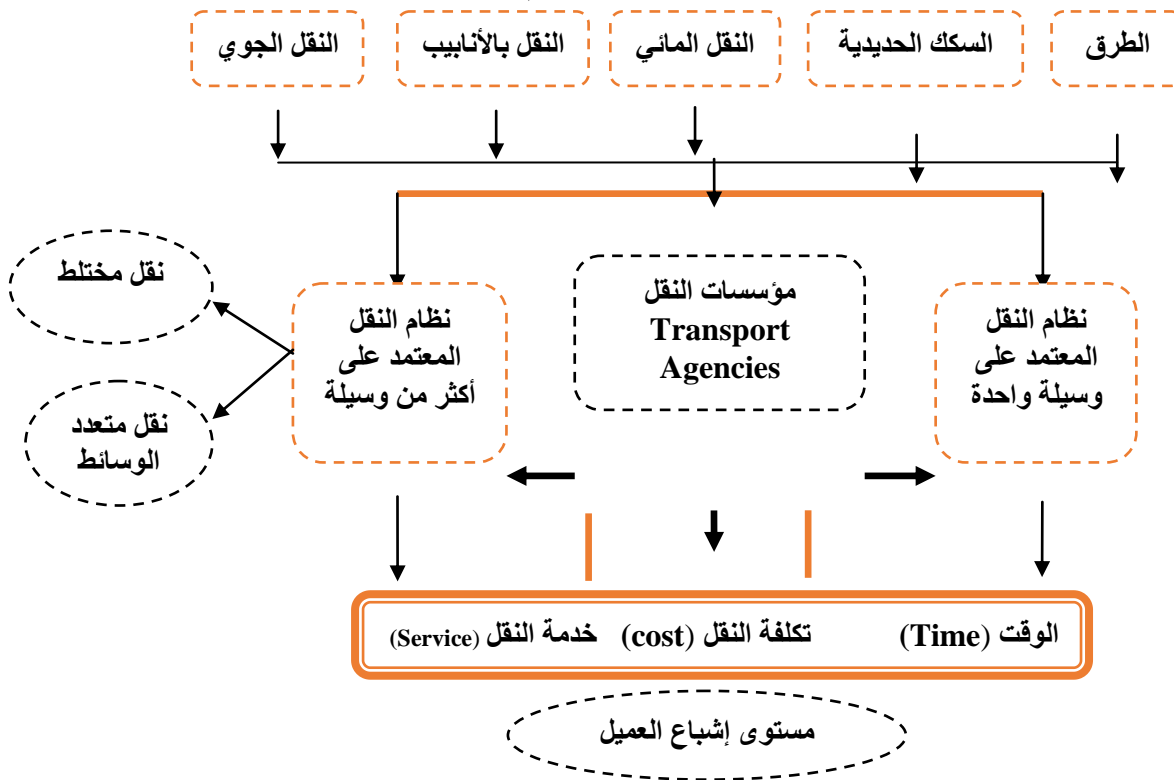 الطرق
السكك الحديدية
النقل المائي
النقل بالأنابيب
النقل الجوي
نظام النقل
المعتمد على
وسيلة واحدة
مؤسسات النقل
Transport
Agencies
نظام النقل
المعتمد على
أكثر من وسيلة
نقل مختلط
نقل متعدد
الوسائط
الوقت (Time) تكلفة النقل (cost) خدمة النقل (Service)
مستوى إشباع العميل